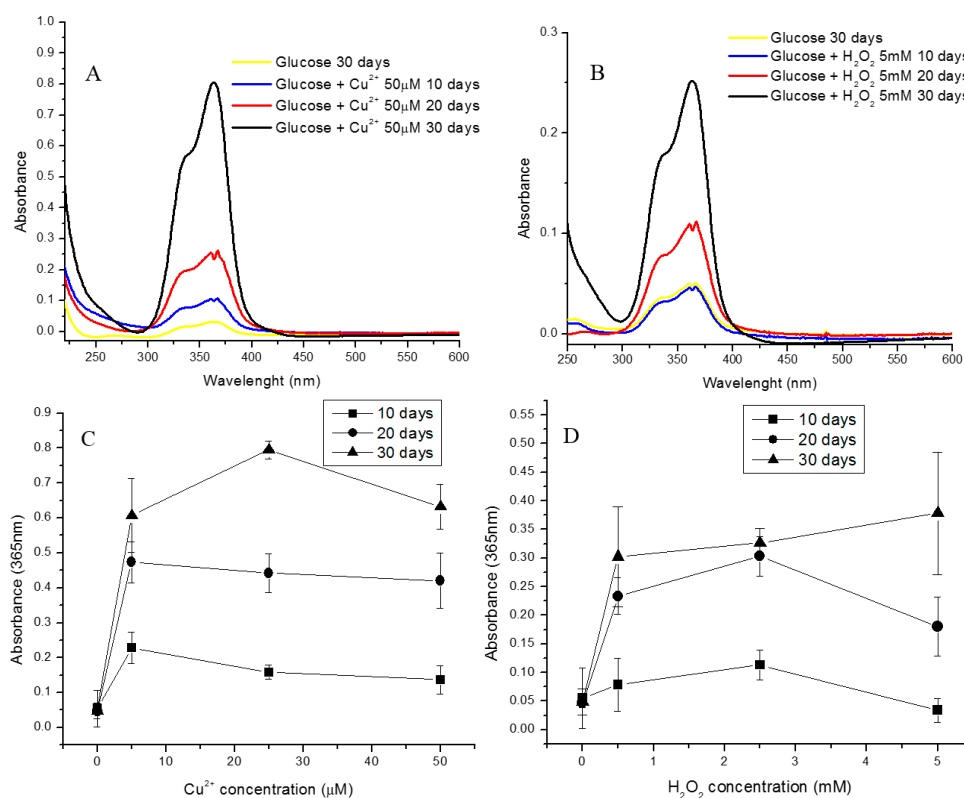 A
Glucose 30 days
Glucose + Cu²⁺ 50μM 10 days
Glucose + Cu²⁺ 50μM 20 days
Glucose + Cu²⁺ 50μM 30 days
1.0
0.9
0.8
0.7
0.6
0.5
0.4
0.3
0.2
0.1
0.0
Absorbance
250 300 350 400 450 500 550 600
Wavelenght (nm)
B
Glucose 30 days
Glucose + H₂O₂ 5mM 10 days
Glucose + H₂O₂ 5mM 20 days
Glucose + H₂O₂ 5mM 30 days
0.3
0.2
0.1
0.0
Absorbance
250 300 350 400 450 500 550 600
Wavelenght (nm)
C
10 days
20 days
30 days
0.9
0.8
0.7
0.6
0.5
0.4
0.3
0.2
0.1
0.0
Absorbance (365nm)
0 10 20 30 40 50
Cu²⁺ concentration (μM)
D
10 days
20 days
30 days
0.55
0.50
0.45
0.40
0.35
0.30
0.25
0.20
0.15
0.10
0.05
0.00
Absorbance (365nm)
0 1 2 3 4 5
H₂O₂ concentration (mM)